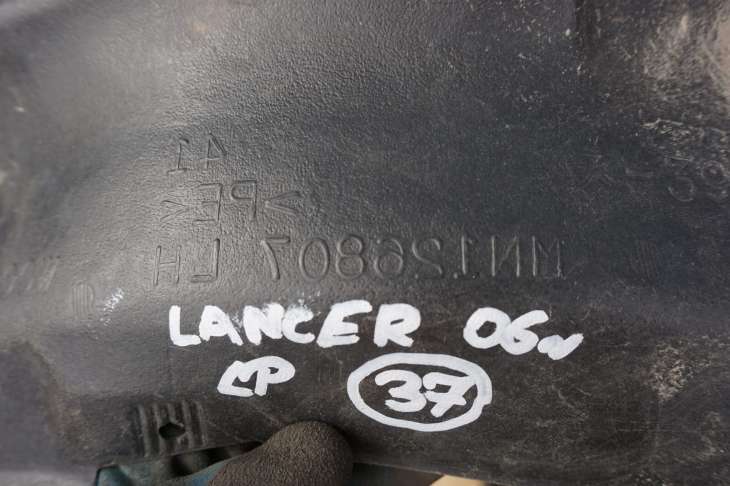 41
>PE<
MN126807 LH
LANCER 06
LP
37